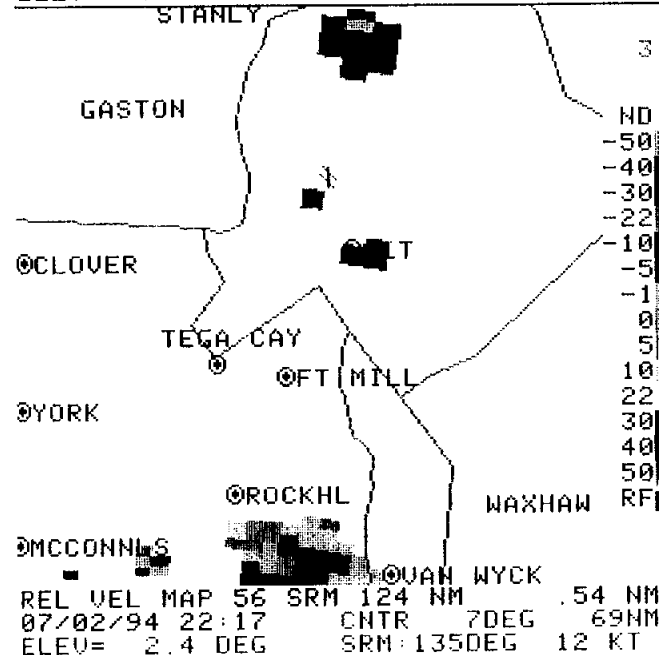 STANLY
3
GASTON
ND
-50
-40
-30
-22
-10
-5
-1
0
5
10
22
30
40
50
RF
CLOVER
TEGA CAY
FT MILL
YORK
ROCKHL
WAXHAW
MCCONNLS
VAN WYCK
REL VEL MAP 56 SRM 124 NM .54 NM
07/02/94 22:17 CNTR 7DEG 69NM
ELEV= 2.4 DEG SRM:135DEG 12 KT